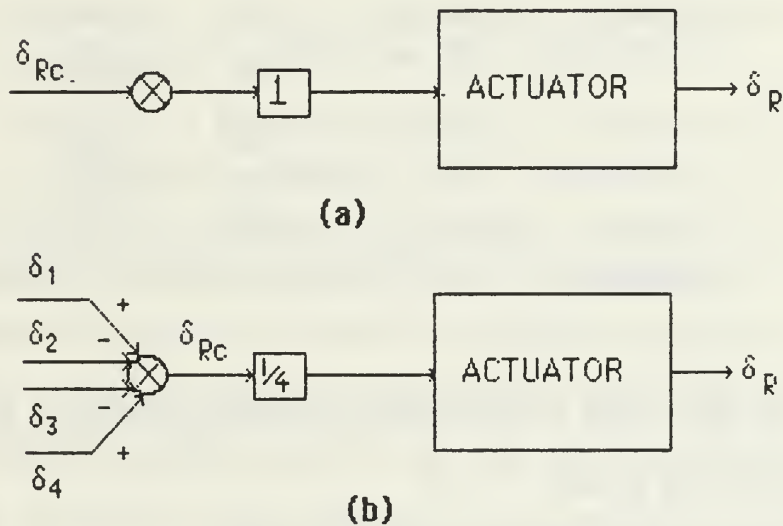 δRc
1
ACTUATOR
δR
(a)
δ1
+
δ2
-
δRc
1/4
ACTUATOR
δR
-
δ3
+
δ4
(b)